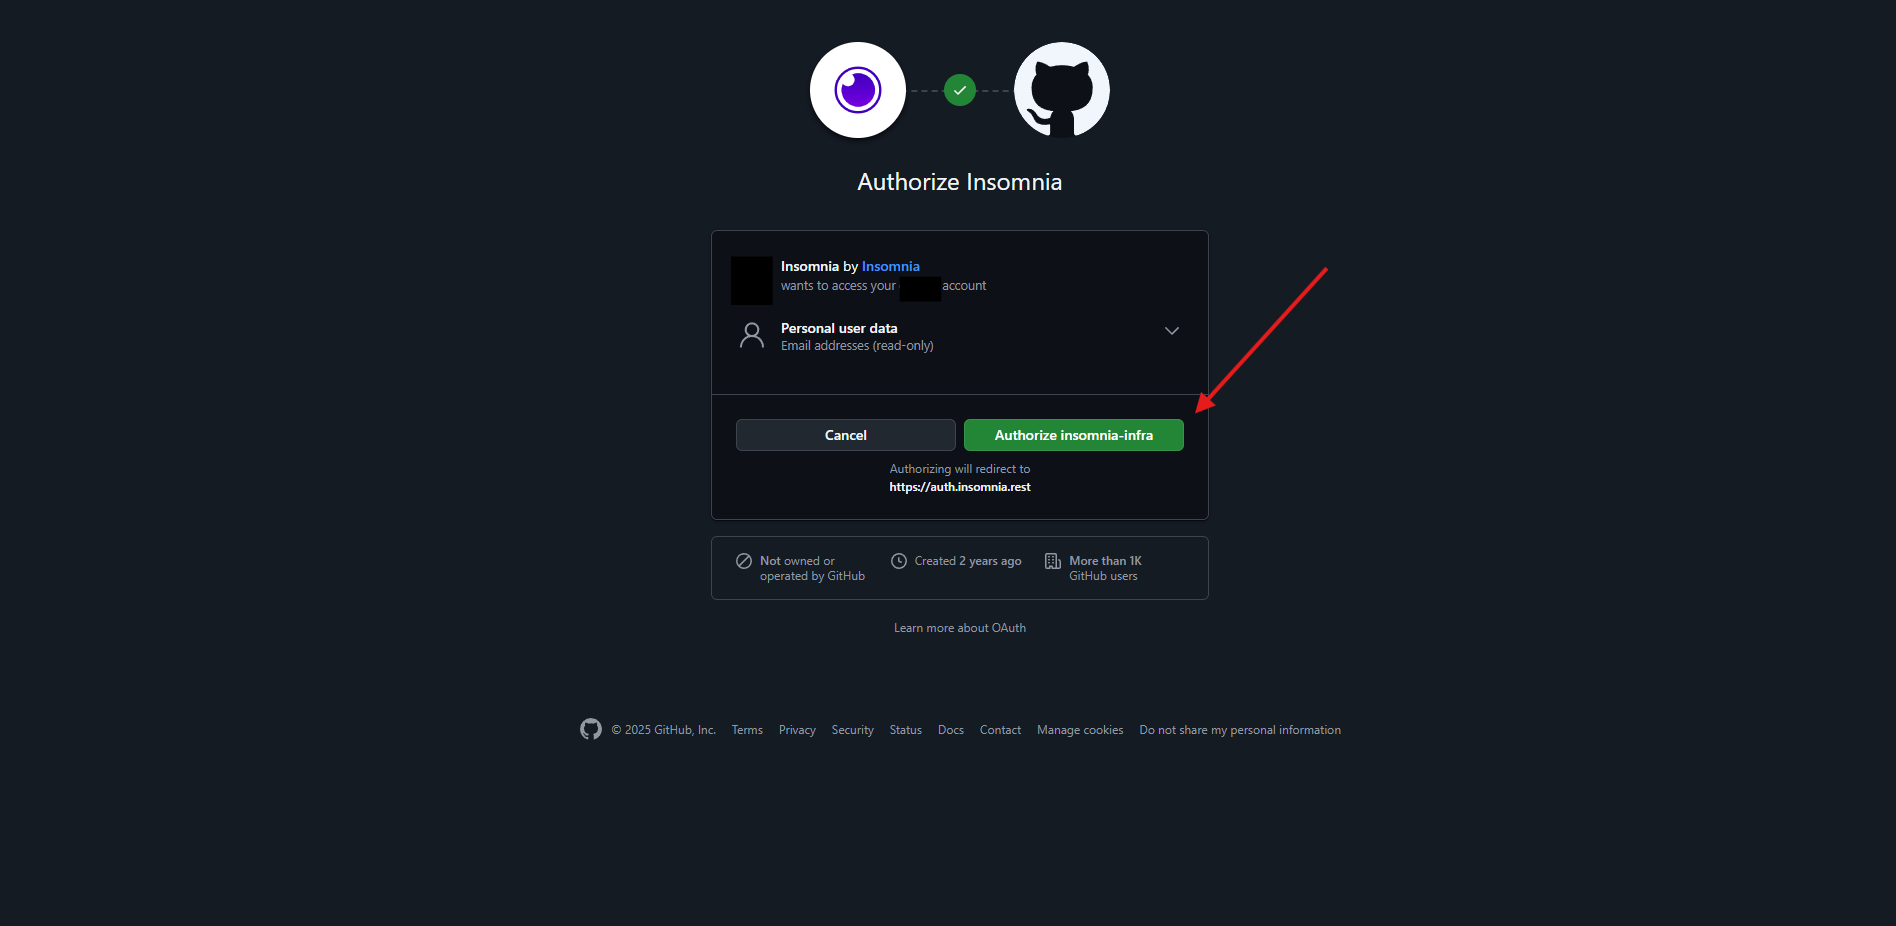 Authorize Insomnia
Insomnia by Insomnia
wants to access your account
Personal user data
Email addresses (read-only)
Cancel
Authorize insomnia-infra
Authorizing will redirect to
https://auth.insomnia.rest
Not owned or
operated by GitHub
Created 2 years ago
More than 1K
GitHub users
Learn more about OAuth
© 2025 GitHub, Inc. Terms Privacy Security Status Docs Contact Manage cookies Do not share my personal information